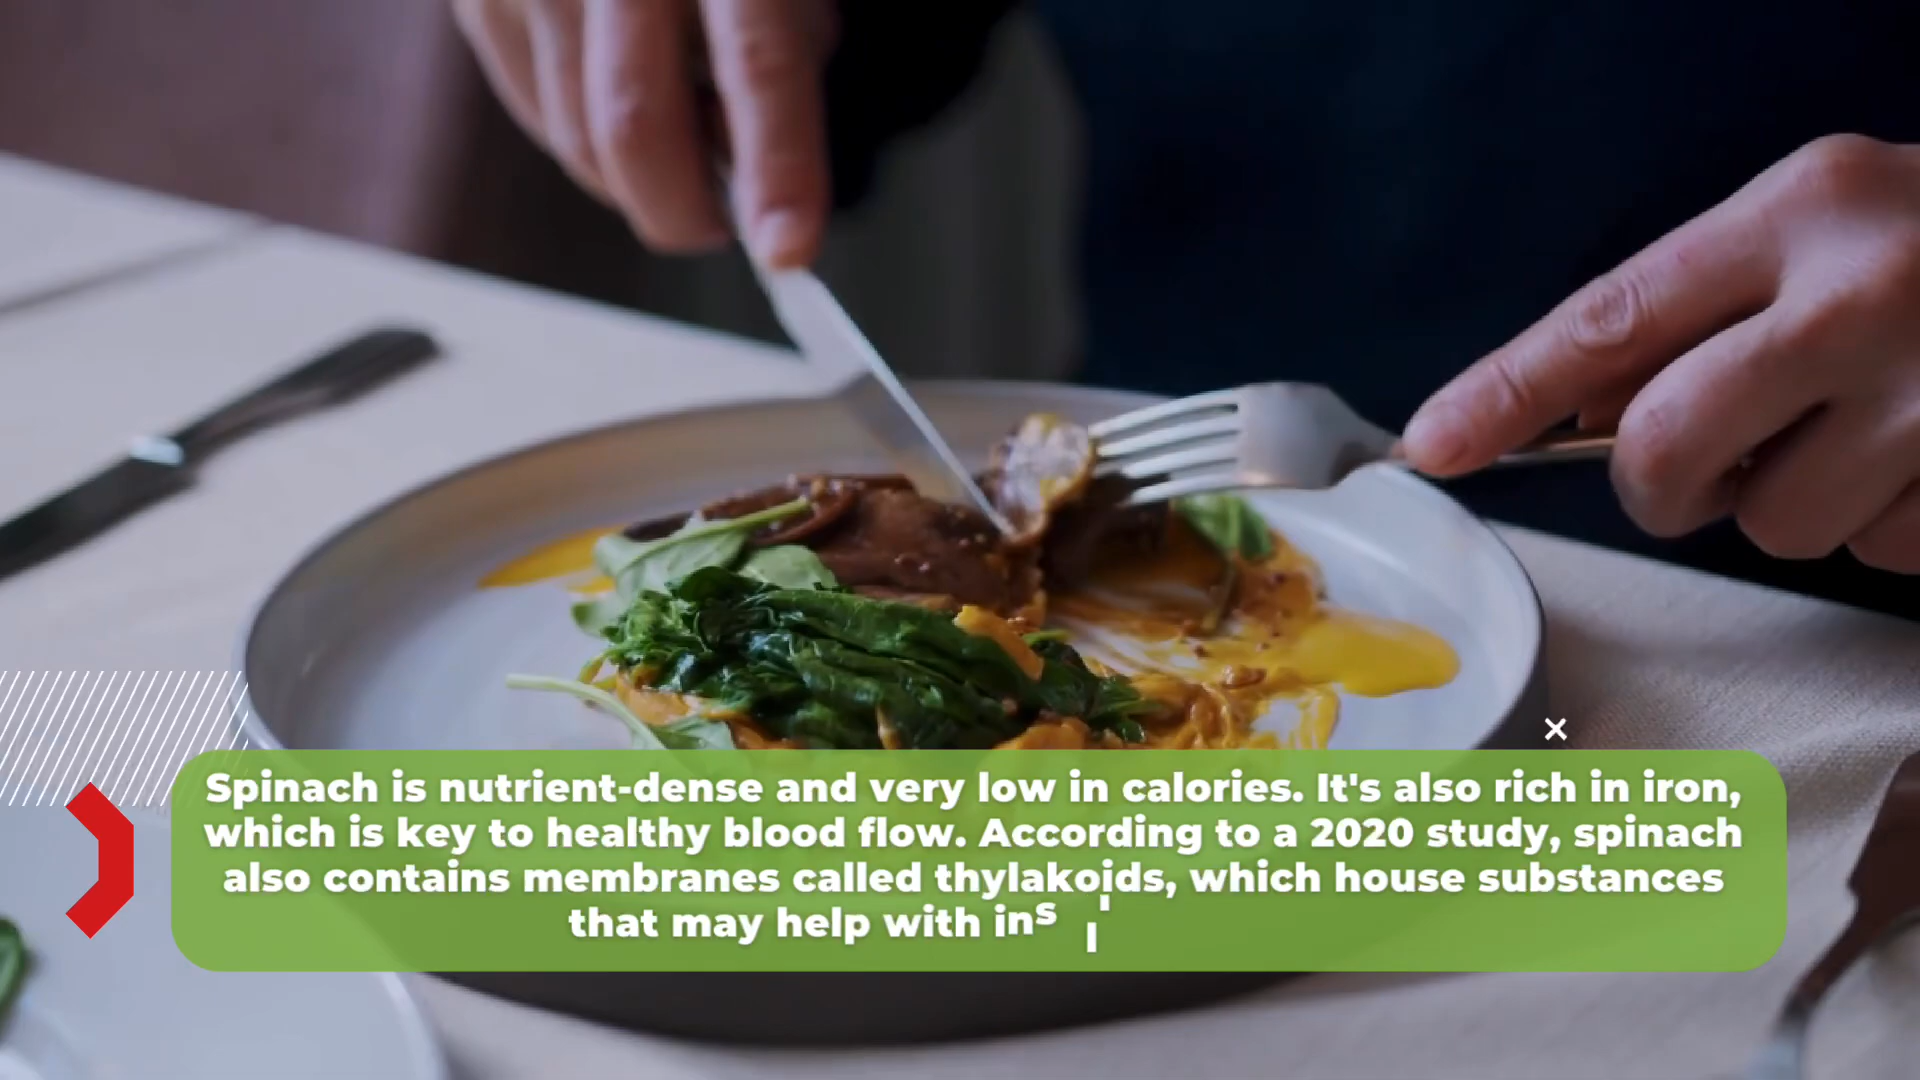 Spinach is nutrient-dense and very low in calories. It's also rich in iron,
which is key to healthy blood flow. According to a 2020 study, spinach
also contains membranes called thylakoids, which house substances
that may help with